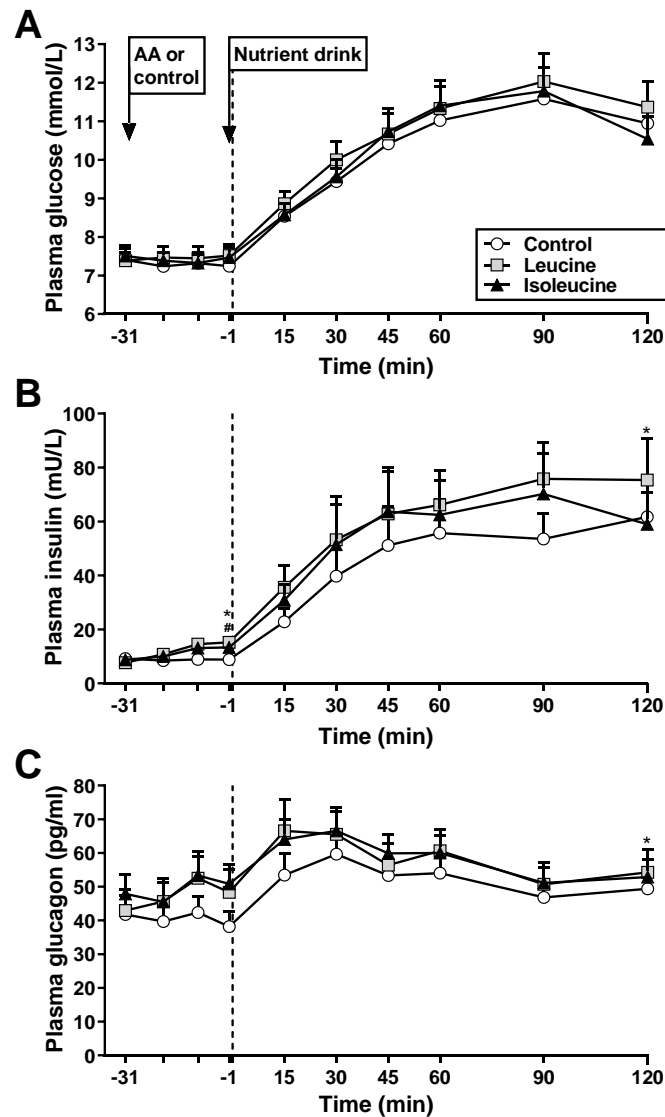 A
AA or
control
Nutrient drink
Plasma glucose (mmol/L)
13
12
11
10
9
8
7
6
Control
Leucine
Isoleucine
-31 -1 15 30 45 60 90 120
Time (min)
B
Plasma insulin (mU/L)
100
80
60
40
20
0
*
*
#
-31 -1 15 30 45 60 90 120
Time (min)
C
Plasma glucagon (pg/ml)
80
70
60
50
40
30
20
10
0
*
-31 -1 15 30 45 60 90 120
Time (min)